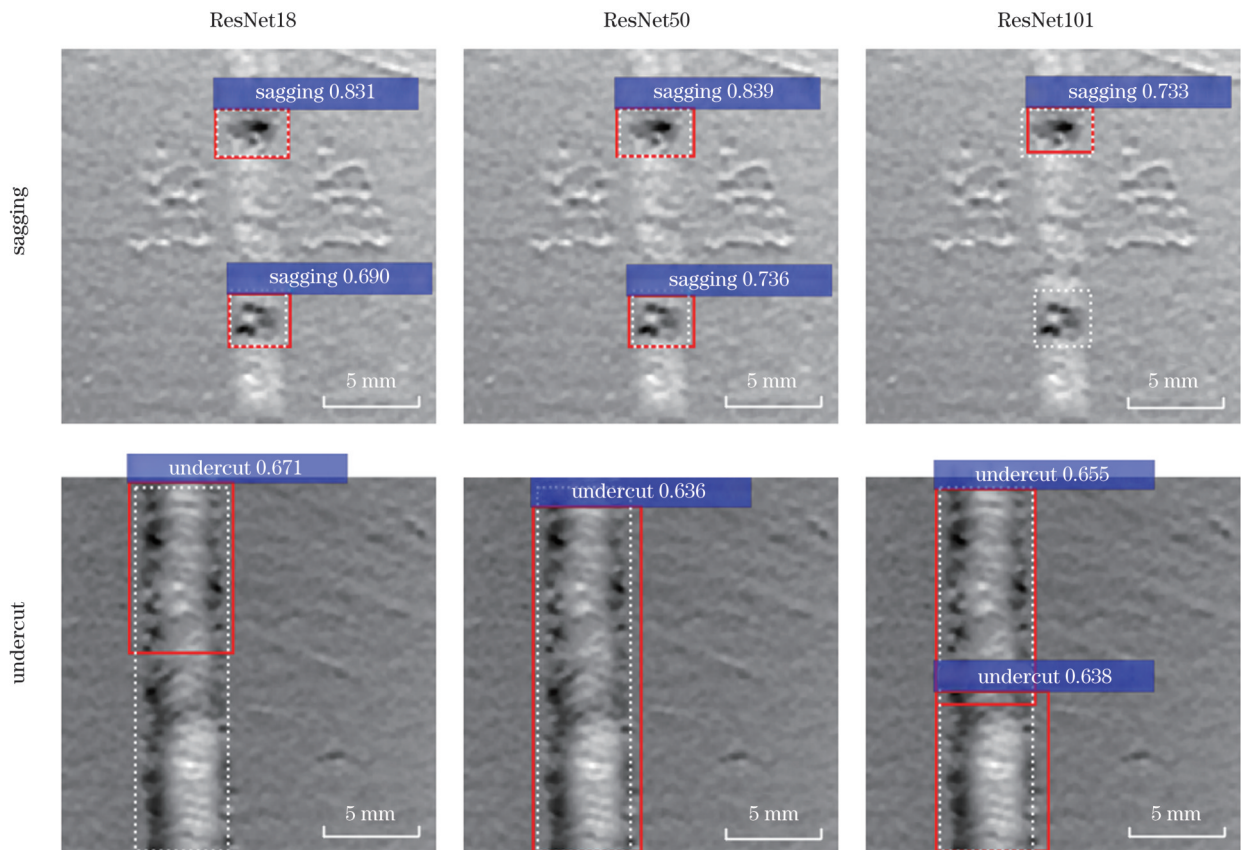 ResNet18
ResNet50
ResNet101
sagging
sagging 0.831
sagging 0.839
sagging 0.733
sagging 0.690
sagging 0.736
5 mm
5 mm
5 mm
undercut
undercut 0.671
undercut 0.636
undercut 0.655
undercut 0.638
5 mm
5 mm
5 mm